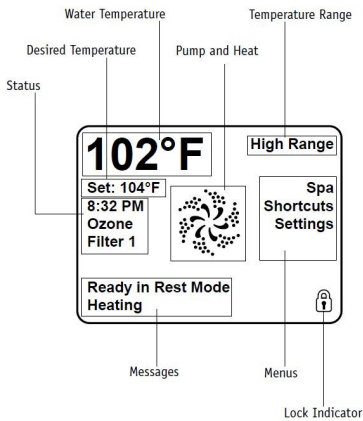 Water Temperature
Temperature Range
Desired Temperature
Pump and Heat
Status
102°F
High Range
Set: 104°F
8:32 PM
Ozone
Filter 1
Spa
Shortcuts
Settings
Ready in Rest Mode
Heating
Messages
Menus
Lock Indicator